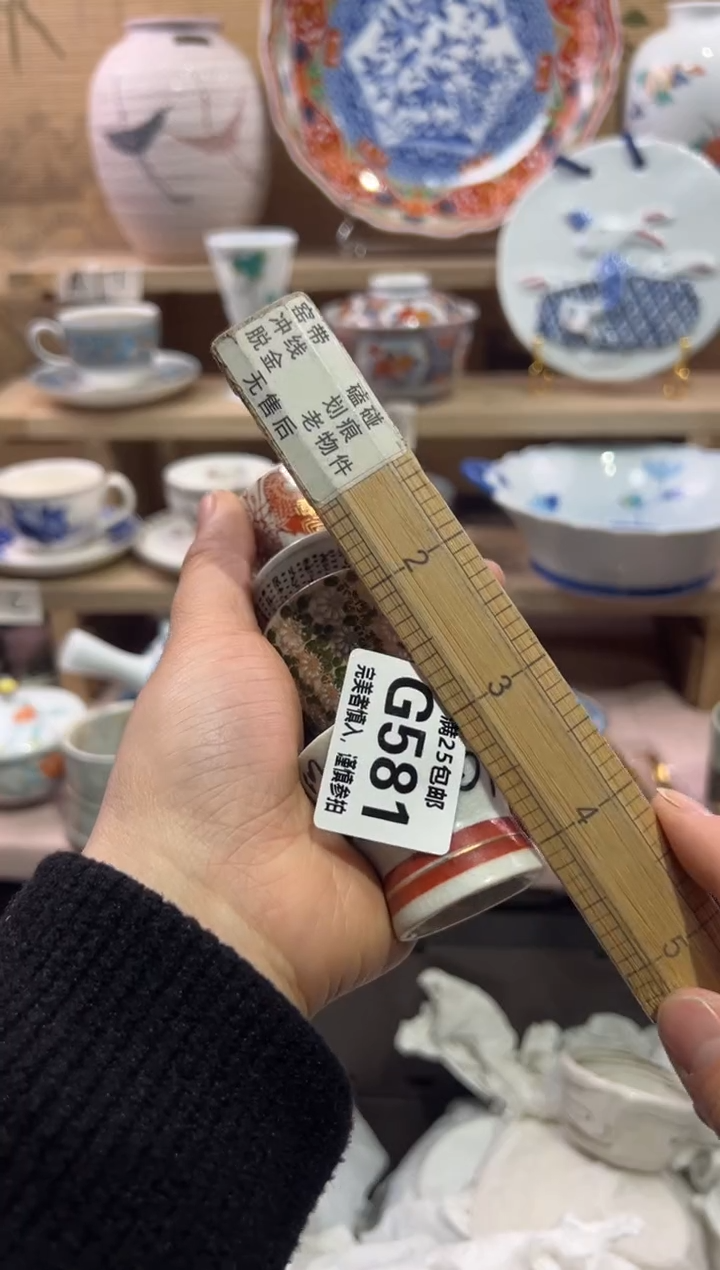 窑带 磕碰
冲线 划痕
脱金 老物件
无售后
2
3
4
5
满25包邮
G581
完美者慎入，谨慎参拍